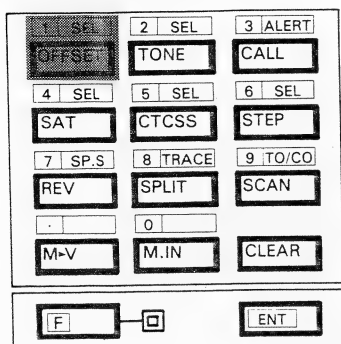 1 SEL 2 SEL 3 ALERT
OFFSET TONE CALL
4 SEL 5 SEL 6 SEL
SAT CTCSS STEP
7 SP.S 8 TRACE 9 TO/CO
REV SPLIT SCAN
· 0
M►V M.IN CLEAR
F ENT